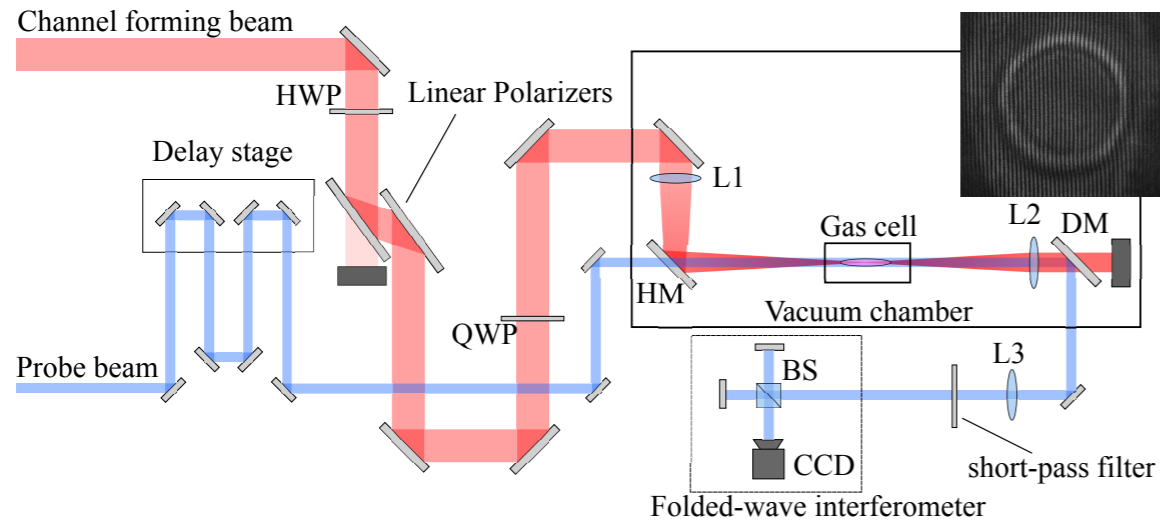 Channel forming beam
HWP
Linear Polarizers
Delay stage
L1
L2
DM
Gas cell
HM
Vacuum chamber
QWP
Probe beam
BS
L3
CCD
short-pass filter
Folded-wave interferometer